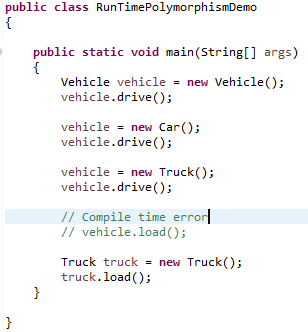 public class RunTimePolymorphismDemo
{
public static void main(String[] args)
{
Vehicle vehicle = new Vehicle();
vehicle.drive();
vehicle = new Car();
vehicle.drive();
vehicle = new Truck();
vehicle.drive();
// Compile time error
// vehicle.load();
Truck truck = new Truck();
truck.load();
}
}